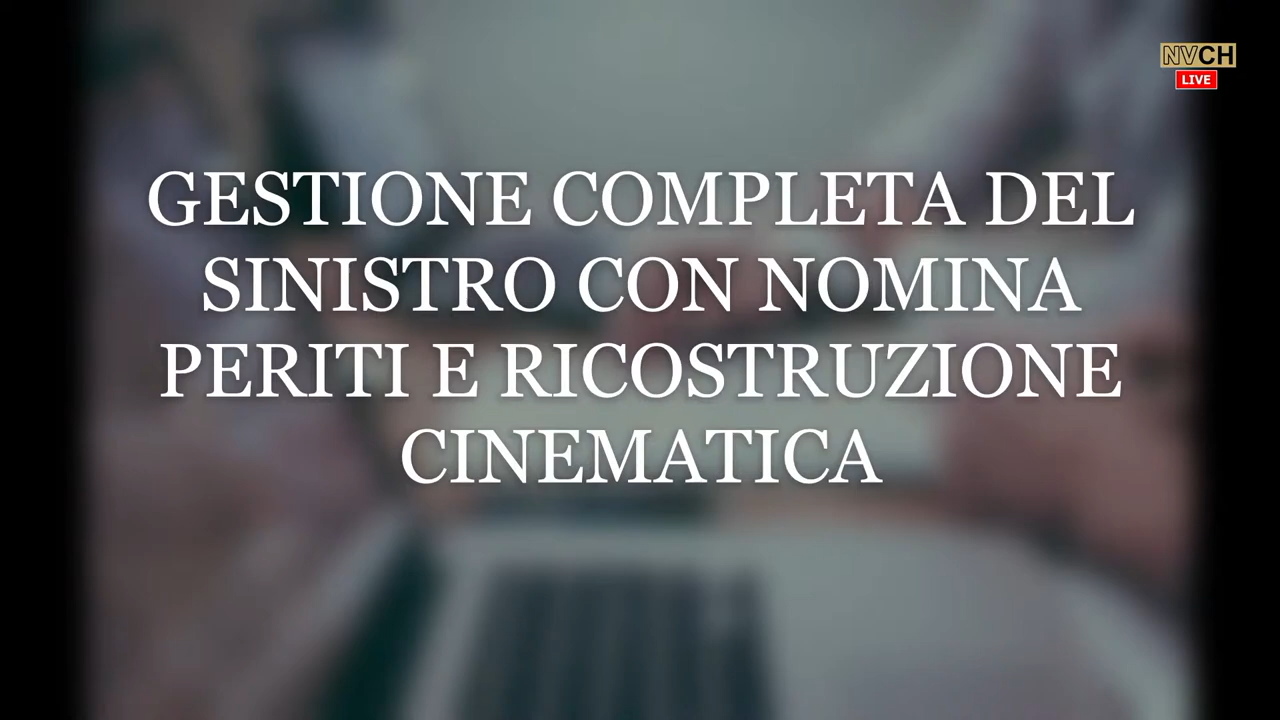 NVCH
LIVE
GESTIONE COMPLETA DEL
SINISTRO CON NOMINA
PERITI E RICOSTRUZIONE
CINEMATICA